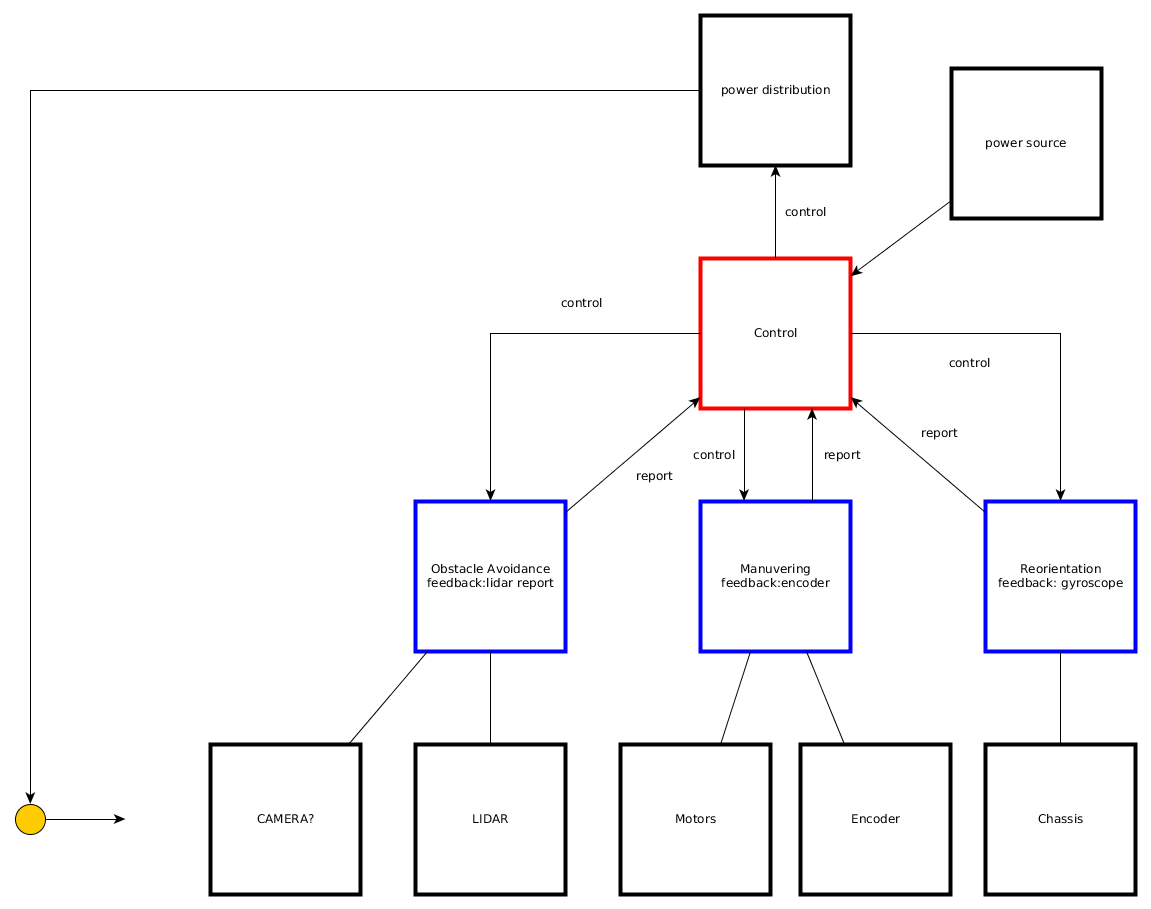 power distribution
power source
control
control
Control
control
report
control
report
report
Obstacle Avoidance
feedback:lidar report
Manuvering
feedback:encoder
Reorientation
feedback: gyroscope
CAMERA?
LIDAR
Motors
Encoder
Chassis